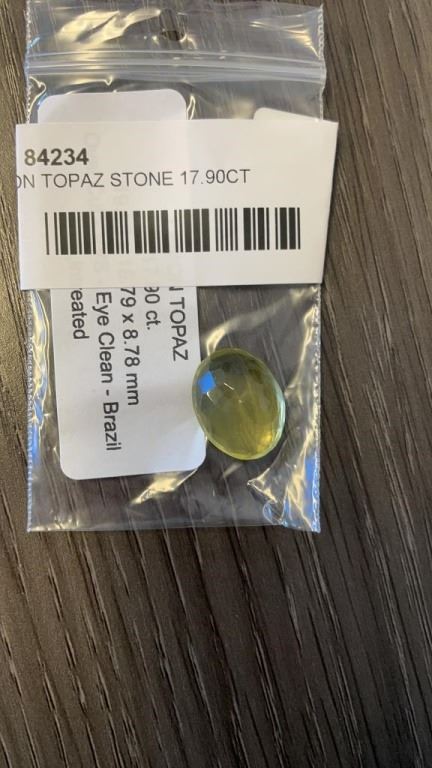 84234
ON TOPAZ STONE 17.90CT
N TOPAZ
.90 ct.
79 x 8.78 mm
Eye Clean - Brazil
reated